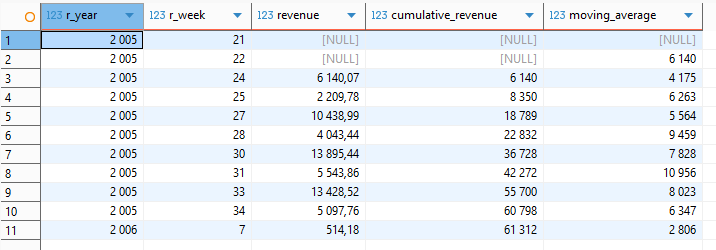 123 r_year 123 r_week 123 revenue 123 cumulative_revenue 123 moving_average
1 2 005 21 [NULL] [NULL] [NULL]
2 2 005 22 [NULL] [NULL] 6 140
3 2 005 24 6 140,07 6 140 4 175
4 2 005 25 2 209,78 8 350 6 263
5 2 005 27 10 438,99 18 789 5 564
6 2 005 28 4 043,44 22 832 9 459
7 2 005 30 13 895,44 36 728 7 828
8 2 005 31 5 543,86 42 272 10 956
9 2 005 33 13 428,52 55 700 8 023
10 2 005 34 5 097,76 60 798 6 347
11 2 006 7 514,18 61 312 2 806